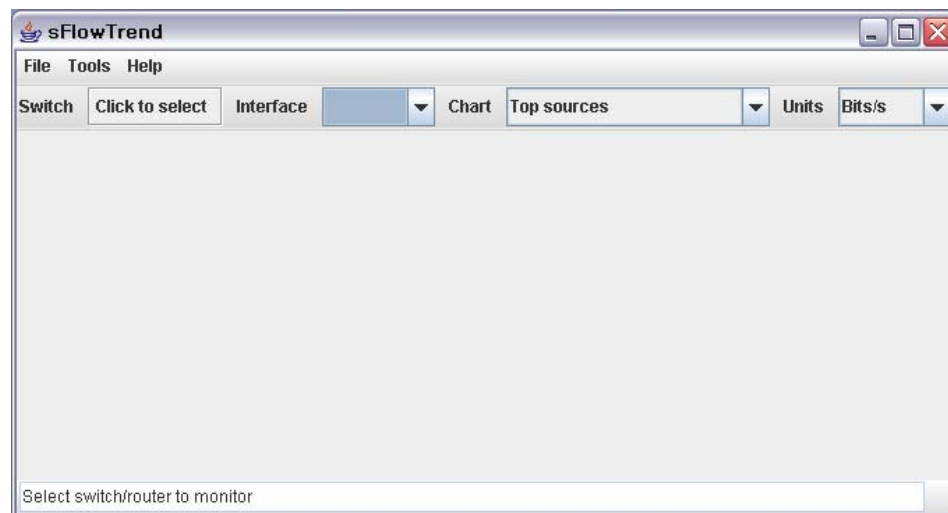 sFlowTrend
File Tools Help
Switch Click to select Interface Chart Top sources Units Bits/s
Select switch/router to monitor